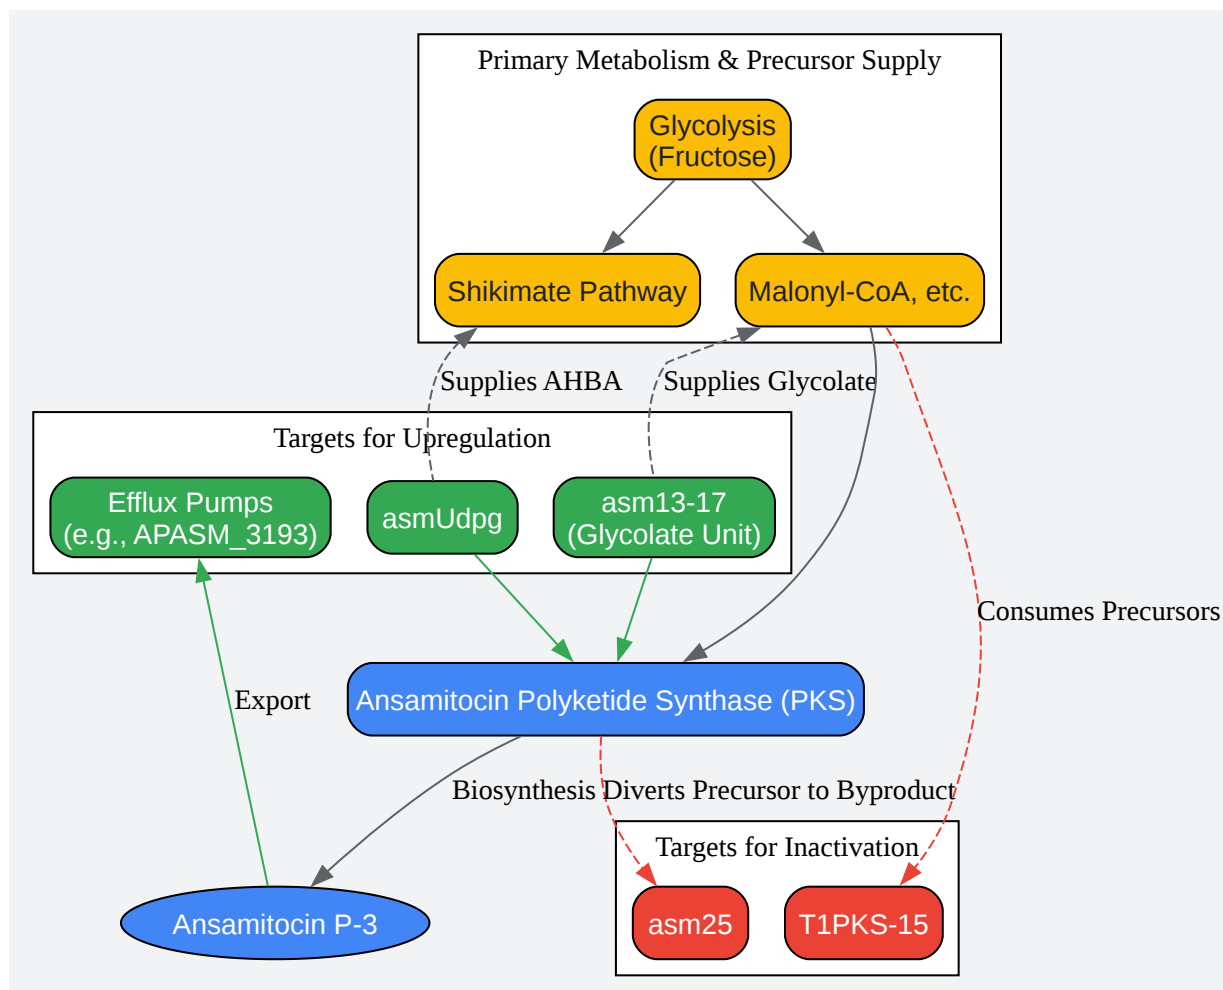 Primary Metabolism & Precursor Supply
Glycolysis
(Fructose)
Shikimate Pathway
Malonyl-CoA, etc.
Supplies AHBA
Supplies Glycolate
Targets for Upregulation
Efflux Pumps
(e.g., APASM_3193)
asmUdpg
asm13-17
(Glycolate Unit)
Consumes Precursors
Ansamitocin Polyketide Synthase (PKS)
Export
Biosynthesis
Diverts Precursor to Byproduct
Targets for Inactivation
Ansamitocin P-3
asm25
T1PKS-15